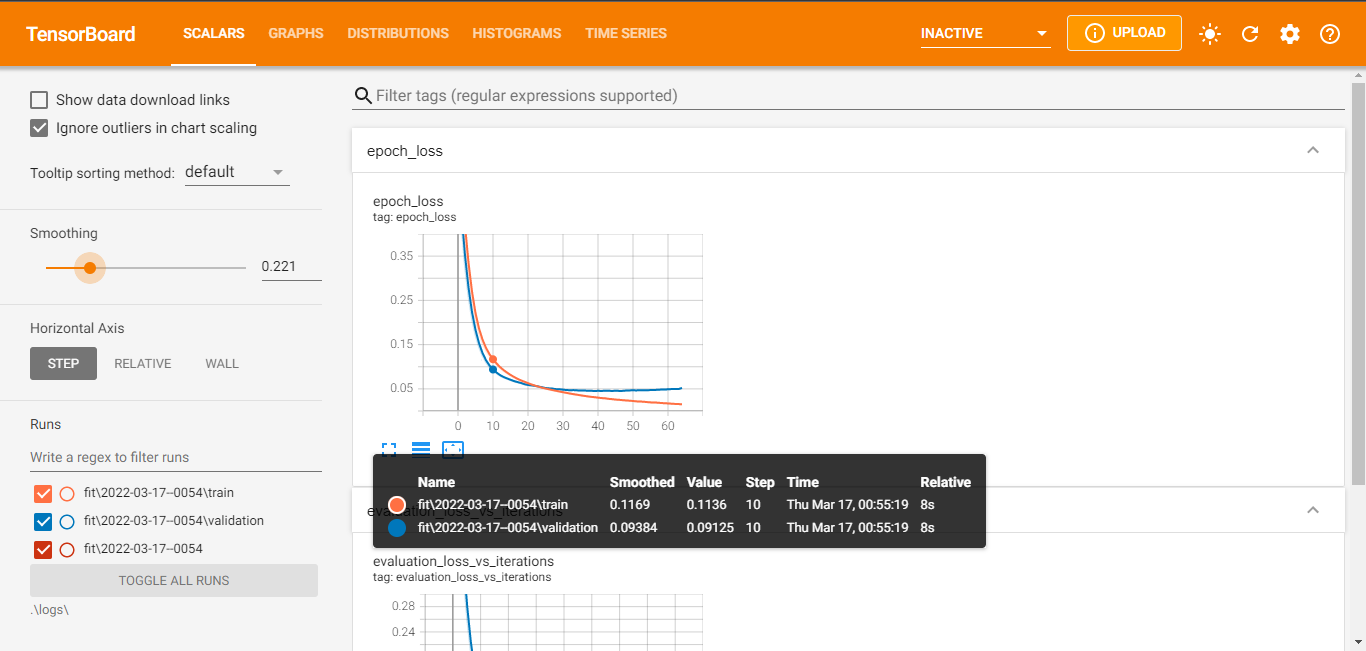 TensorBoard SCALARS GRAPHS DISTRIBUTIONS HISTOGRAMS TIME SERIES INACTIVE UPLOAD
Show data download links
Ignore outliers in chart scaling
Tooltip sorting method: default
Smoothing
0.221
Horizontal Axis
STEP RELATIVE WALL
Runs
Write a regex to filter runs
fit\2022-03-17--0054\train
fit\2022-03-17--0054\validation
fit\2022-03-17--0054
TOGGLE ALL RUNS
.\logs\
Filter tags (regular expressions supported)
epoch_loss
epoch_loss
tag: epoch_loss
0.35
0.25
0.15
0.05
0 10 20 30 40 50 60
Name Smoothed Value Step Time Relative
fit\2022-03-17--0054\train 0.1169 0.1136 10 Thu Mar 17, 00:55:19 8s
fit\2022-03-17--0054\validation 0.09384 0.09125 10 Thu Mar 17, 00:55:19 8s
evaluation_loss_vs_iterations
evaluation_loss_vs_iterations
tag: evaluation_loss_vs_iterations
0.28
0.24